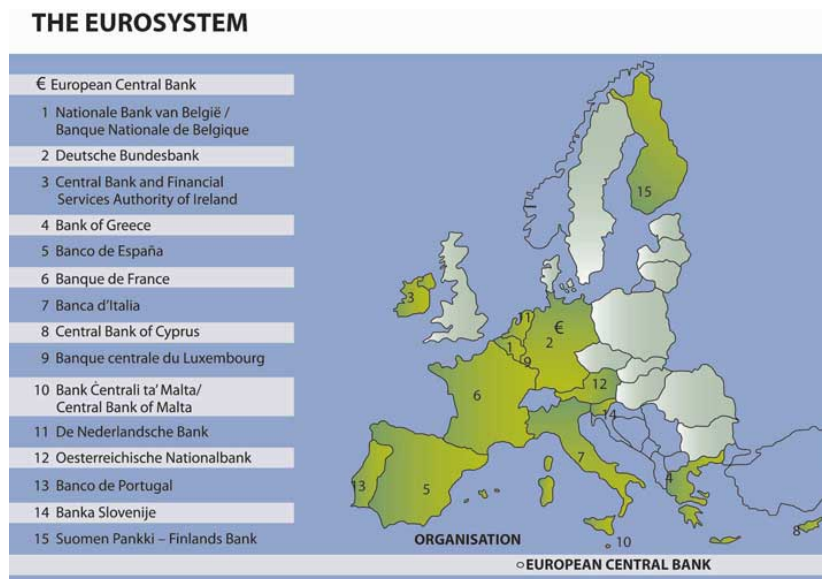 THE EUROSYSTEM
€ European Central Bank
1 Nationale Bank van België /
Banque Nationale de Belgique
2 Deutsche Bundesbank
3 Central Bank and Financial
Services Authority of Ireland
4 Bank of Greece
5 Banco de España
6 Banque de France
7 Banca d'Italia
8 Central Bank of Cyprus
9 Banque centrale du Luxembourg
10 Bank Ċentrali ta' Malta/
Central Bank of Malta
11 De Nederlandsche Bank
12 Oesterreichische Nationalbank
13 Banco de Portugal
14 Banka Slovenije
15 Suomen Pankki – Finlands Bank
15
3
11
€
1
2
9
12
6
14
7
13
5
4
8
10
ORGANISATION
EUROPEAN CENTRAL BANK